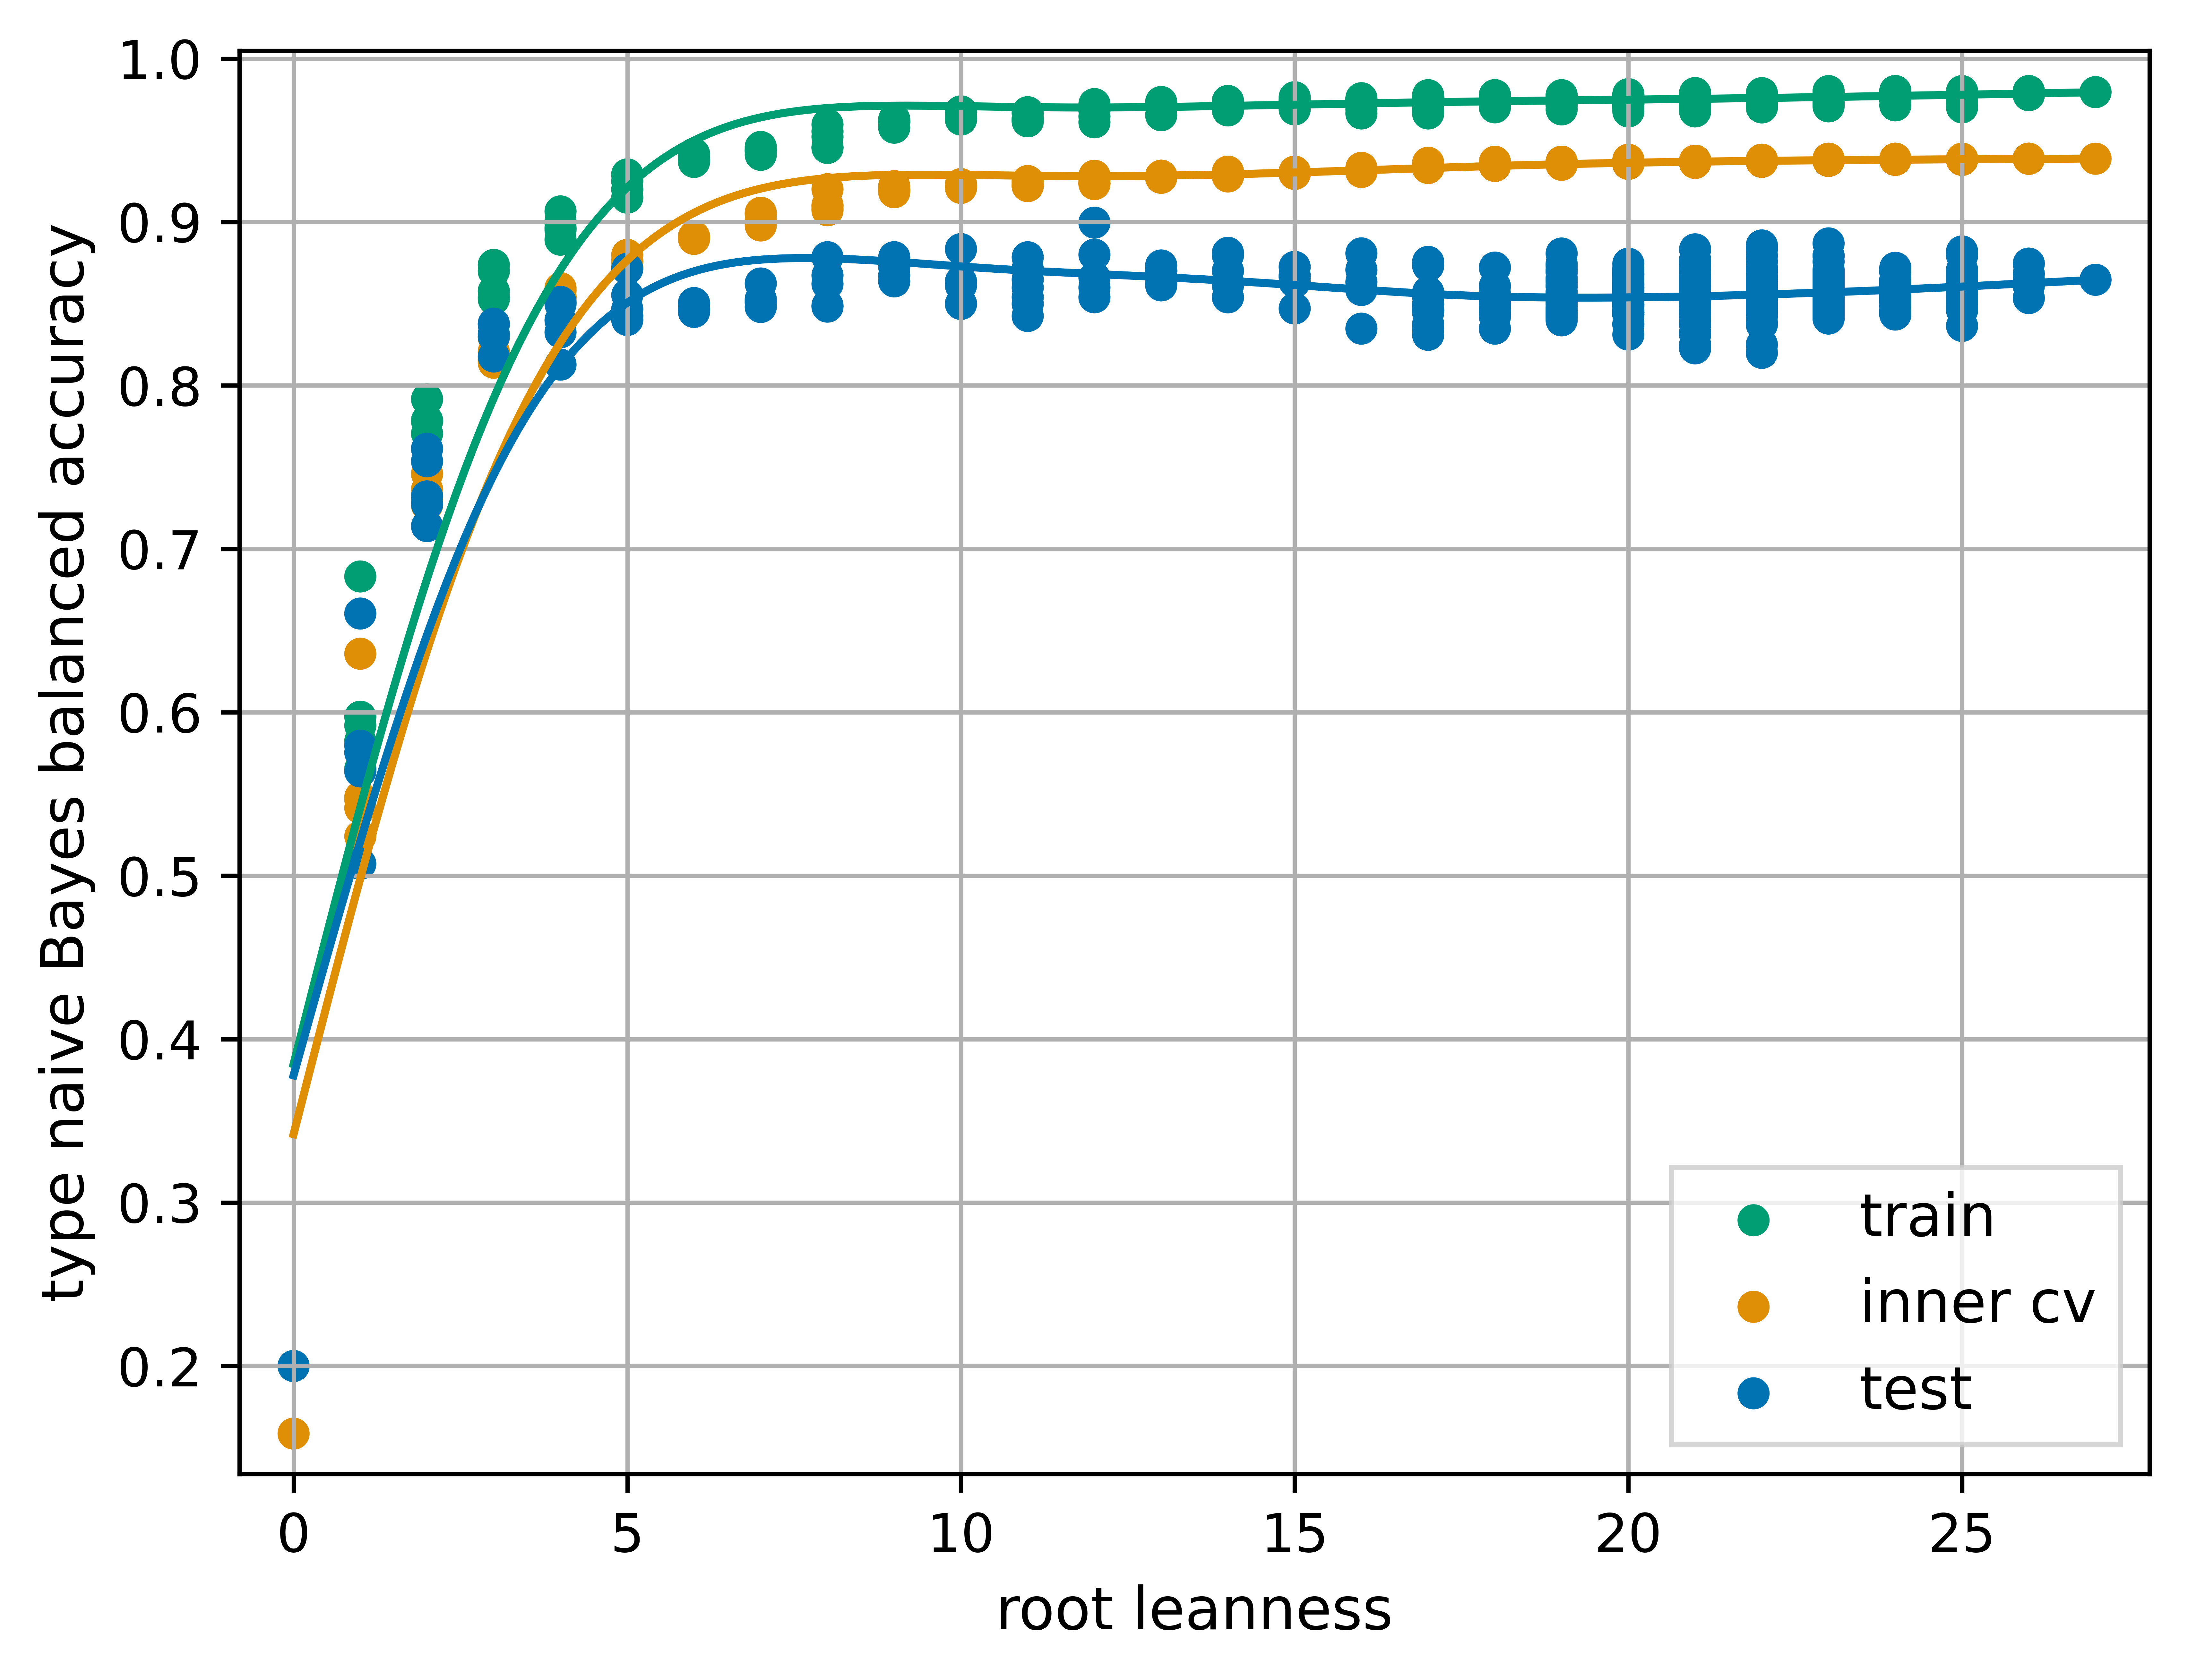 type naive Bayes balanced accuracy
1.0
0.9
0.8
0.7
0.6
0.5
0.4
0.3
0.2
0 5 10 15 20 25
root leanness
train
inner cv
test